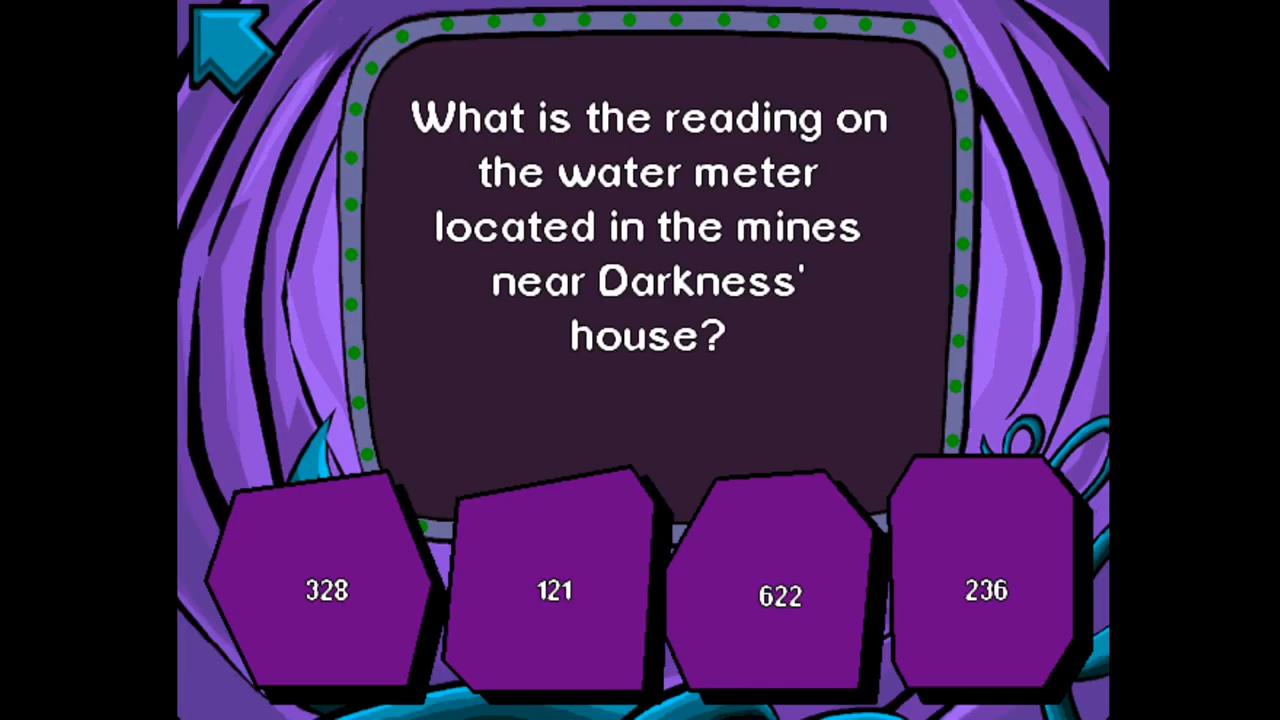 What is the reading on
the water meter
located in the mines
near Darkness'
house?
328
121
622
236